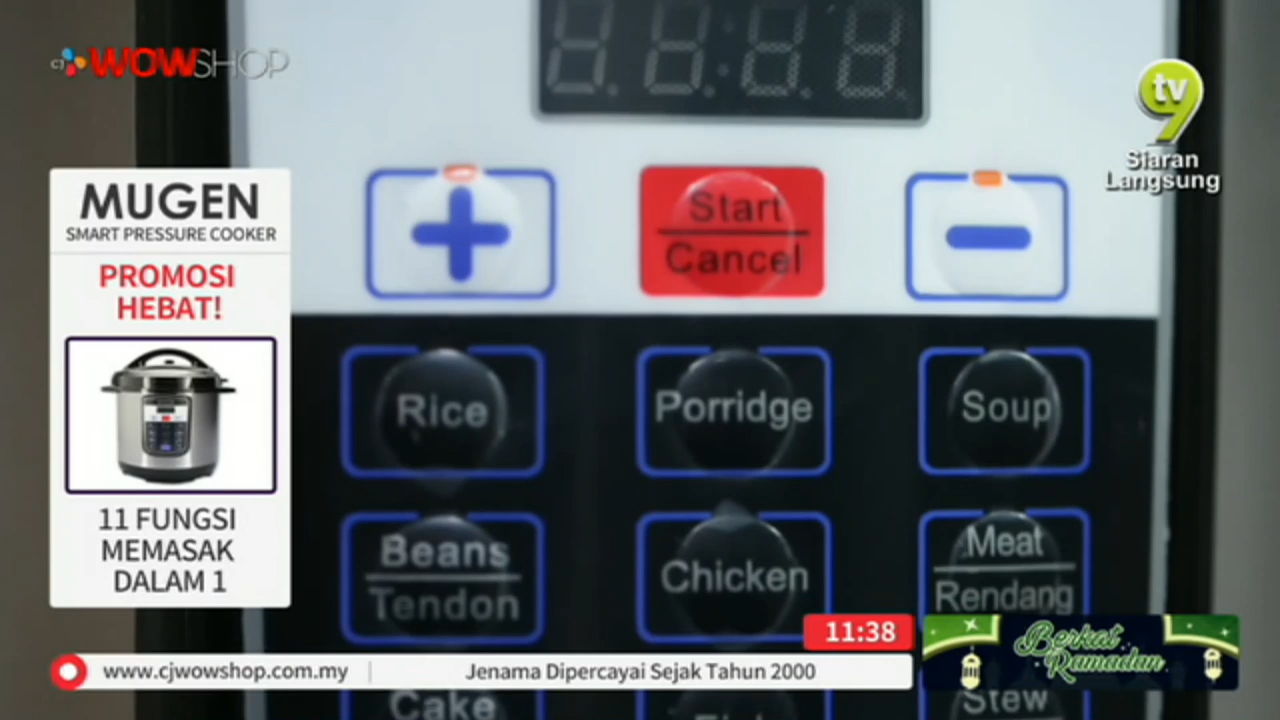 CJ WOWSHOP
tv9
Siaran
Langsung
MUGEN
SMART PRESSURE COOKER
PROMOSI
HEBAT!
11 FUNGSI
MEMASAK
DALAM 1
Start
Cancel
Rice
Porridge
Soup
Beans
Tendon
Chicken
Meat
Rendang
Cake
Stew
11:38
www.cjwowshop.com.my
Jenama Dipercayai Sejak Tahun 2000
Berkat
Ramadan